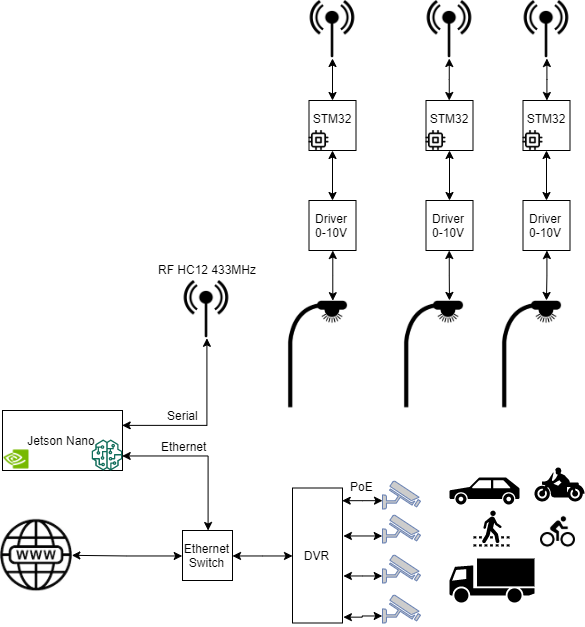 STM32
STM32
STM32
Driver
0-10V
Driver
0-10V
Driver
0-10V
RF HC12 433MHz
Serial
Jetson Nano
Ethernet
PoE
WWW
Ethernet
Switch
DVR